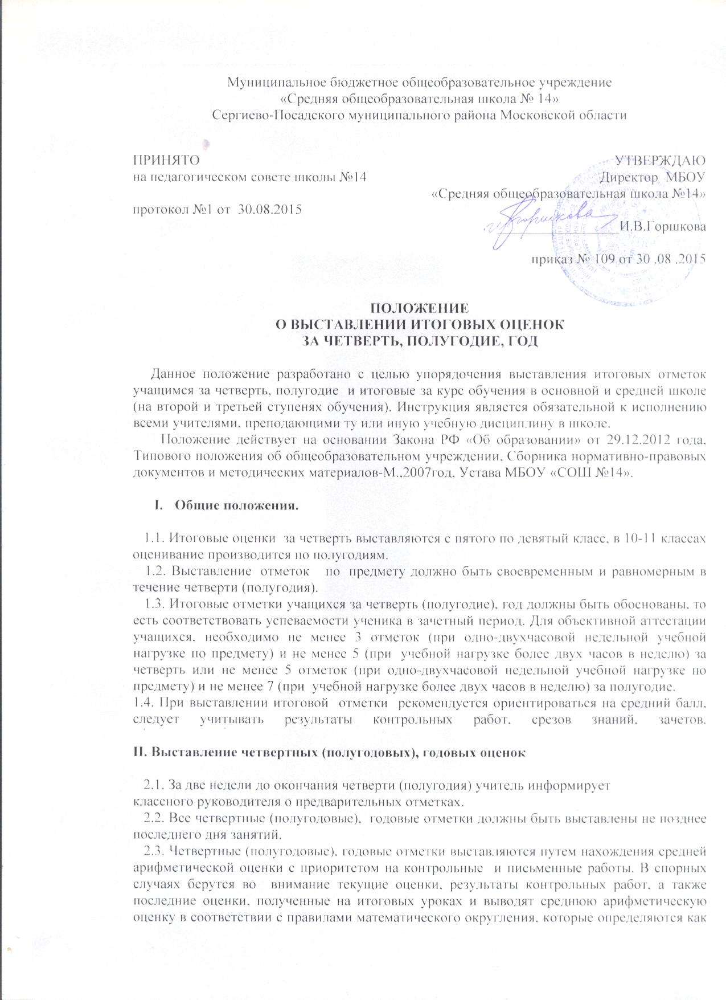 Муниципальное бюджетное общеобразовательное учреждение
«Средняя общеобразовательная школа № 14»
Сергиево-Посадского муниципального района Московской области
ПРИНЯТО УТВЕРЖДАЮ
на педагогическом совете школы №14 Директор МБОУ
«Средняя общеобразовательная школа №14»
протокол №1 от 30.08.2015
И.В.Горшкова
приказ № 109 от 30 .08 .2015
ПОЛОЖЕНИЕ
О ВЫСТАВЛЕНИИ ИТОГОВЫХ ОЦЕНОК
ЗА ЧЕТВЕРТЬ, ПОЛУГОДИЕ, ГОД
Данное положение разработано с целью упорядочения выставления итоговых отметок
учащимся за четверть, полугодие и итоговые за курс обучения в основной и средней школе
(на второй и третьей ступенях обучения). Инструкция является обязательной к исполнению
всеми учителями, преподающими ту или иную учебную дисциплину в школе.
Положение действует на основании Закона РФ «Об образовании» от 29.12.2012 года,
Типового положения об общеобразовательном учреждении, Сборника нормативно-правовых
документов и методических материалов-М.,2007год, Устава МБОУ «СОШ №14».
I. Общие положения.
1.1. Итоговые оценки за четверть выставляются с пятого по девятый класс, в 10-11 классах
оценивание производится по полугодиям.
1.2. Выставление отметок по предмету должно быть своевременным и равномерным в
течение четверти (полугодия).
1.3. Итоговые отметки учащихся за четверть (полугодие), год должны быть обоснованы, то
есть соответствовать успеваемости ученика в зачетный период. Для объективной аттестации
учащихся, необходимо не менее 3 отметок (при одно-двухчасовой недельной учебной
нагрузке по предмету) и не менее 5 (при учебной нагрузке более двух часов в неделю) за
четверть или не менее 5 отметок (при одно-двухчасовой недельной учебной нагрузке по
предмету) и не менее 7 (при учебной нагрузке более двух часов в неделю) за полугодие.
1.4. При выставлении итоговой отметки рекомендуется ориентироваться на средний балл,
следует учитывать результаты контрольных работ, срезов знаний, зачетов.
II. Выставление четвертных (полугодовых), годовых оценок
2.1. За две недели до окончания четверти (полугодия) учитель информирует
классного руководителя о предварительных отметках.
2.2. Все четвертные (полугодовые), годовые отметки должны быть выставлены не позднее
последнего дня занятий.
2.3. Четвертные (полугодовые), годовые отметки выставляются путем нахождения средней
арифметической оценки с приоритетом на контрольные и письменные работы. В спорных
случаях берутся во внимание текущие оценки, результаты контрольных работ, а также
последние оценки, полученные на итоговых уроках и выводят среднюю арифметическую
оценку в соответствии с правилами математического округления, которые определяются как